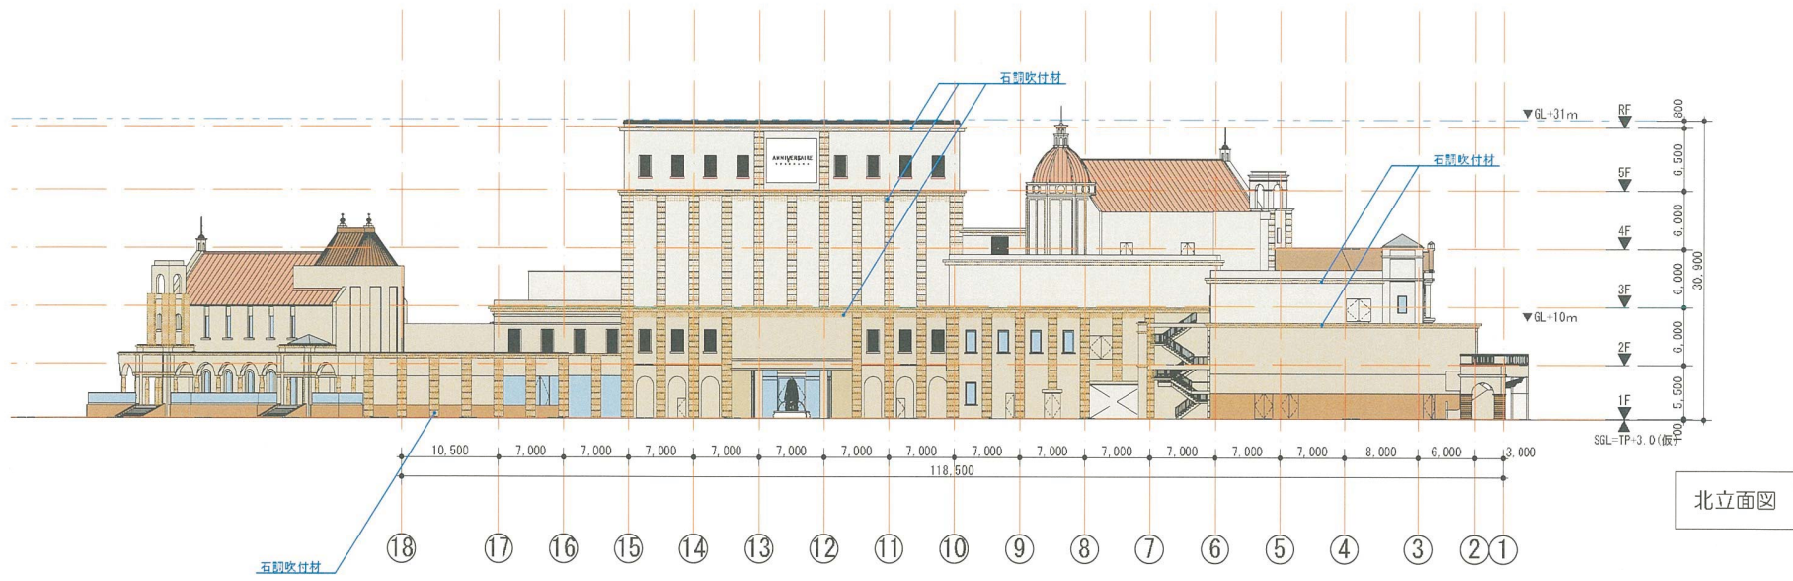 石調吹付材
▼GL+31m
RF
800
6,500
ANNIVERSAIRE
石調吹付材
5F
6,000
4F
6,000
30,900
3F
▼GL+10m
6,000
2F
5,500
1F
100
SGL=TP+3.0(仮)
10,500 7,000 7,000 7,000 7,000 7,000 7,000 7,000 7,000 7,000 7,000 7,000 7,000 8,000 6,000 3,000
118,500
北立面図
⑱ ⑰ ⑯ ⑮ ⑭ ⑬ ⑫ ⑪ ⑩ ⑨ ⑧ ⑦ ⑥ ⑤ ④ ③ ② ①
石調吹付材